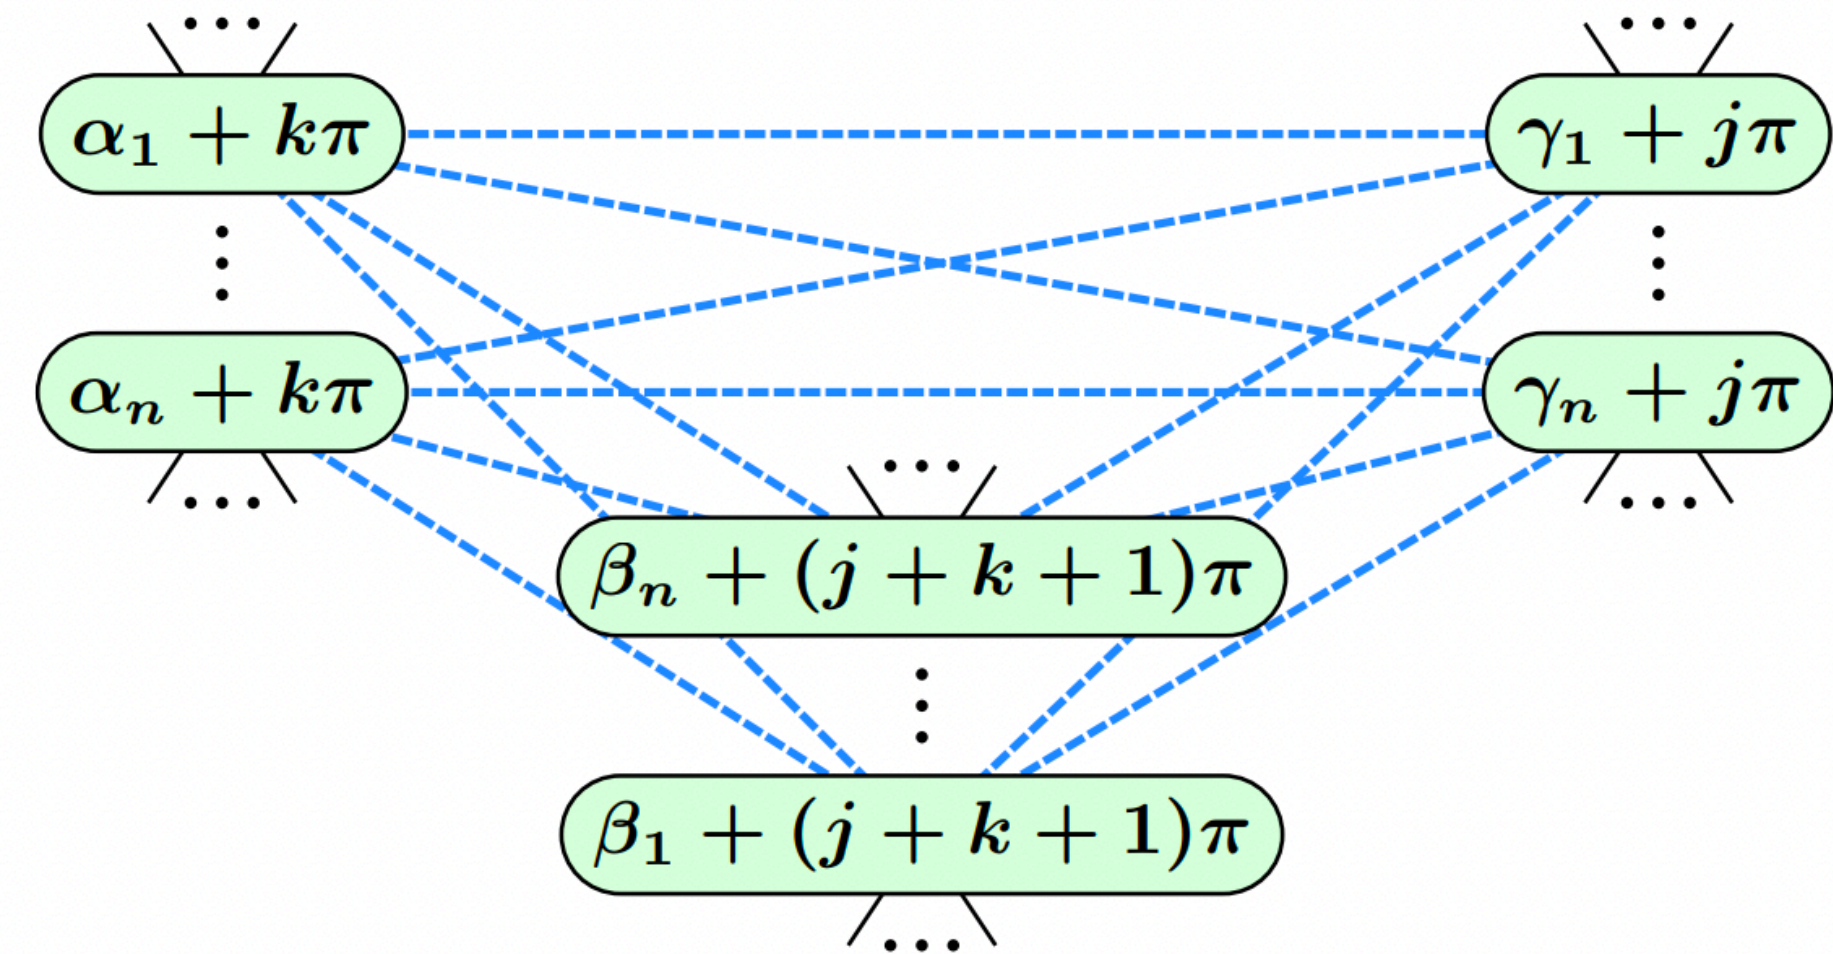 α₁ + kπ
γ₁ + jπ
αₙ + kπ
γₙ + jπ
βₙ + (j + k + 1)π
β₁ + (j + k + 1)π